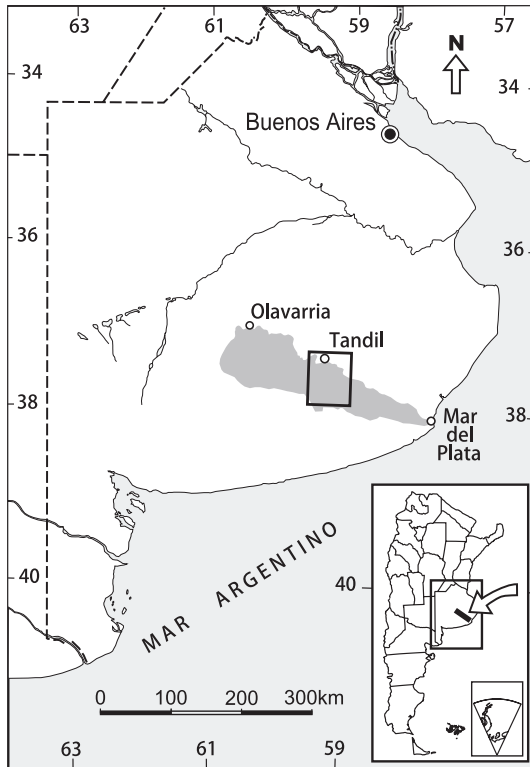 63 61 59 57
34
N
34
Buenos Aires
36
36
Olavarria
Tandil
38
38
Mar
del
Plata
40
40
MAR ARGENTINO
0 100 200 300km
63 61 59